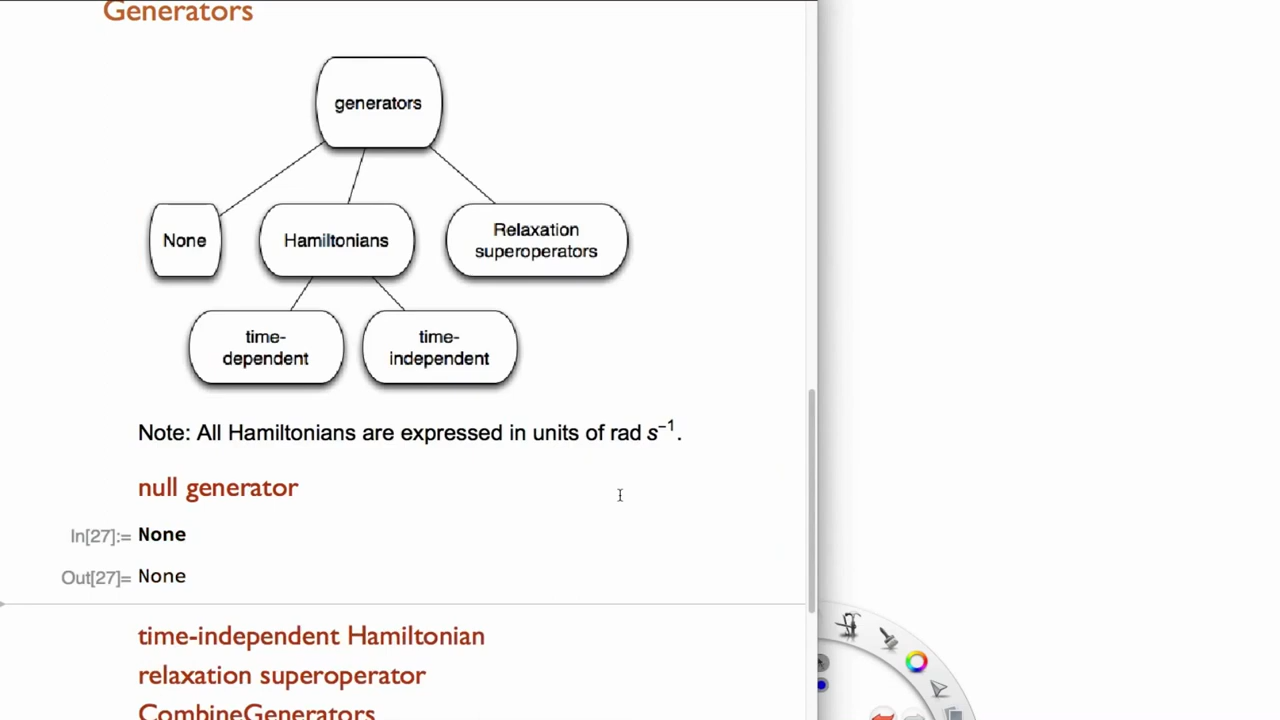 Generators
generators
None
Hamiltonians
Relaxation
superoperators
time-
dependent
time-
independent
Note: All Hamiltonians are expressed in units of rad s⁻¹.
null generator
In[27]:= None
Out[27]= None
time-independent Hamiltonian
relaxation superoperator
CombineGenerators